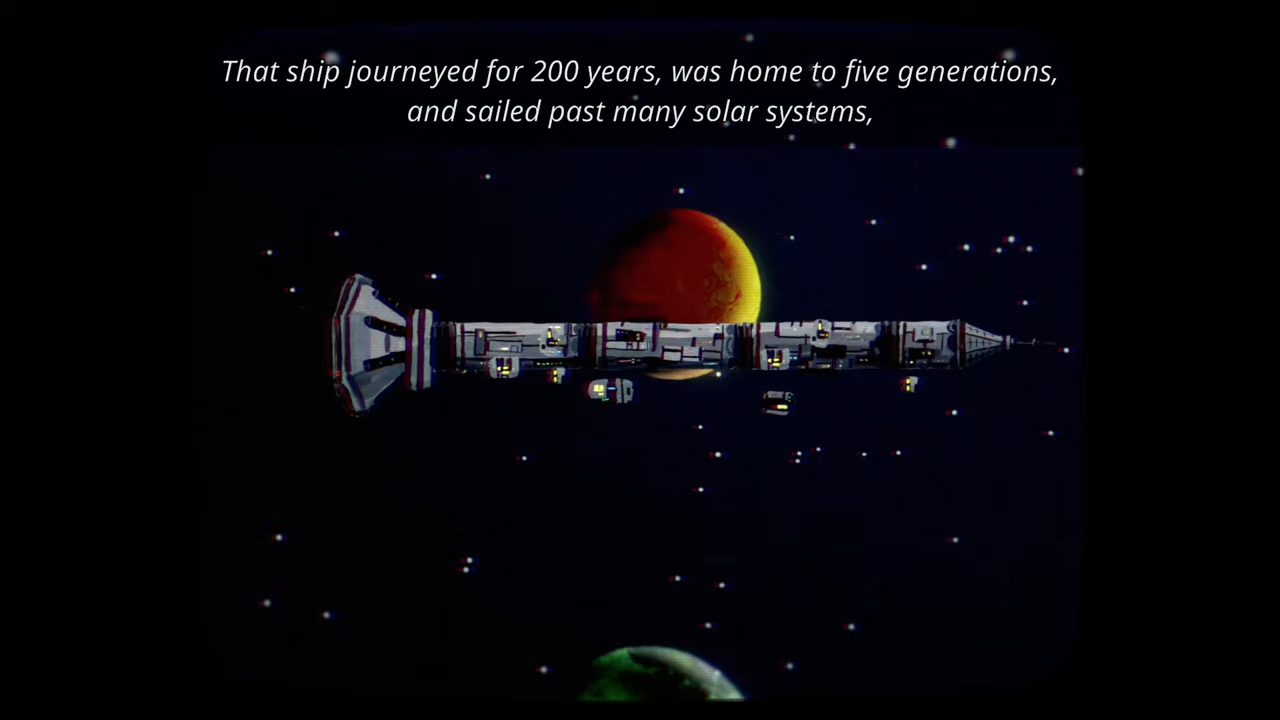 That ship journeyed for 200 years, was home to five generations,
and sailed past many solar systems,